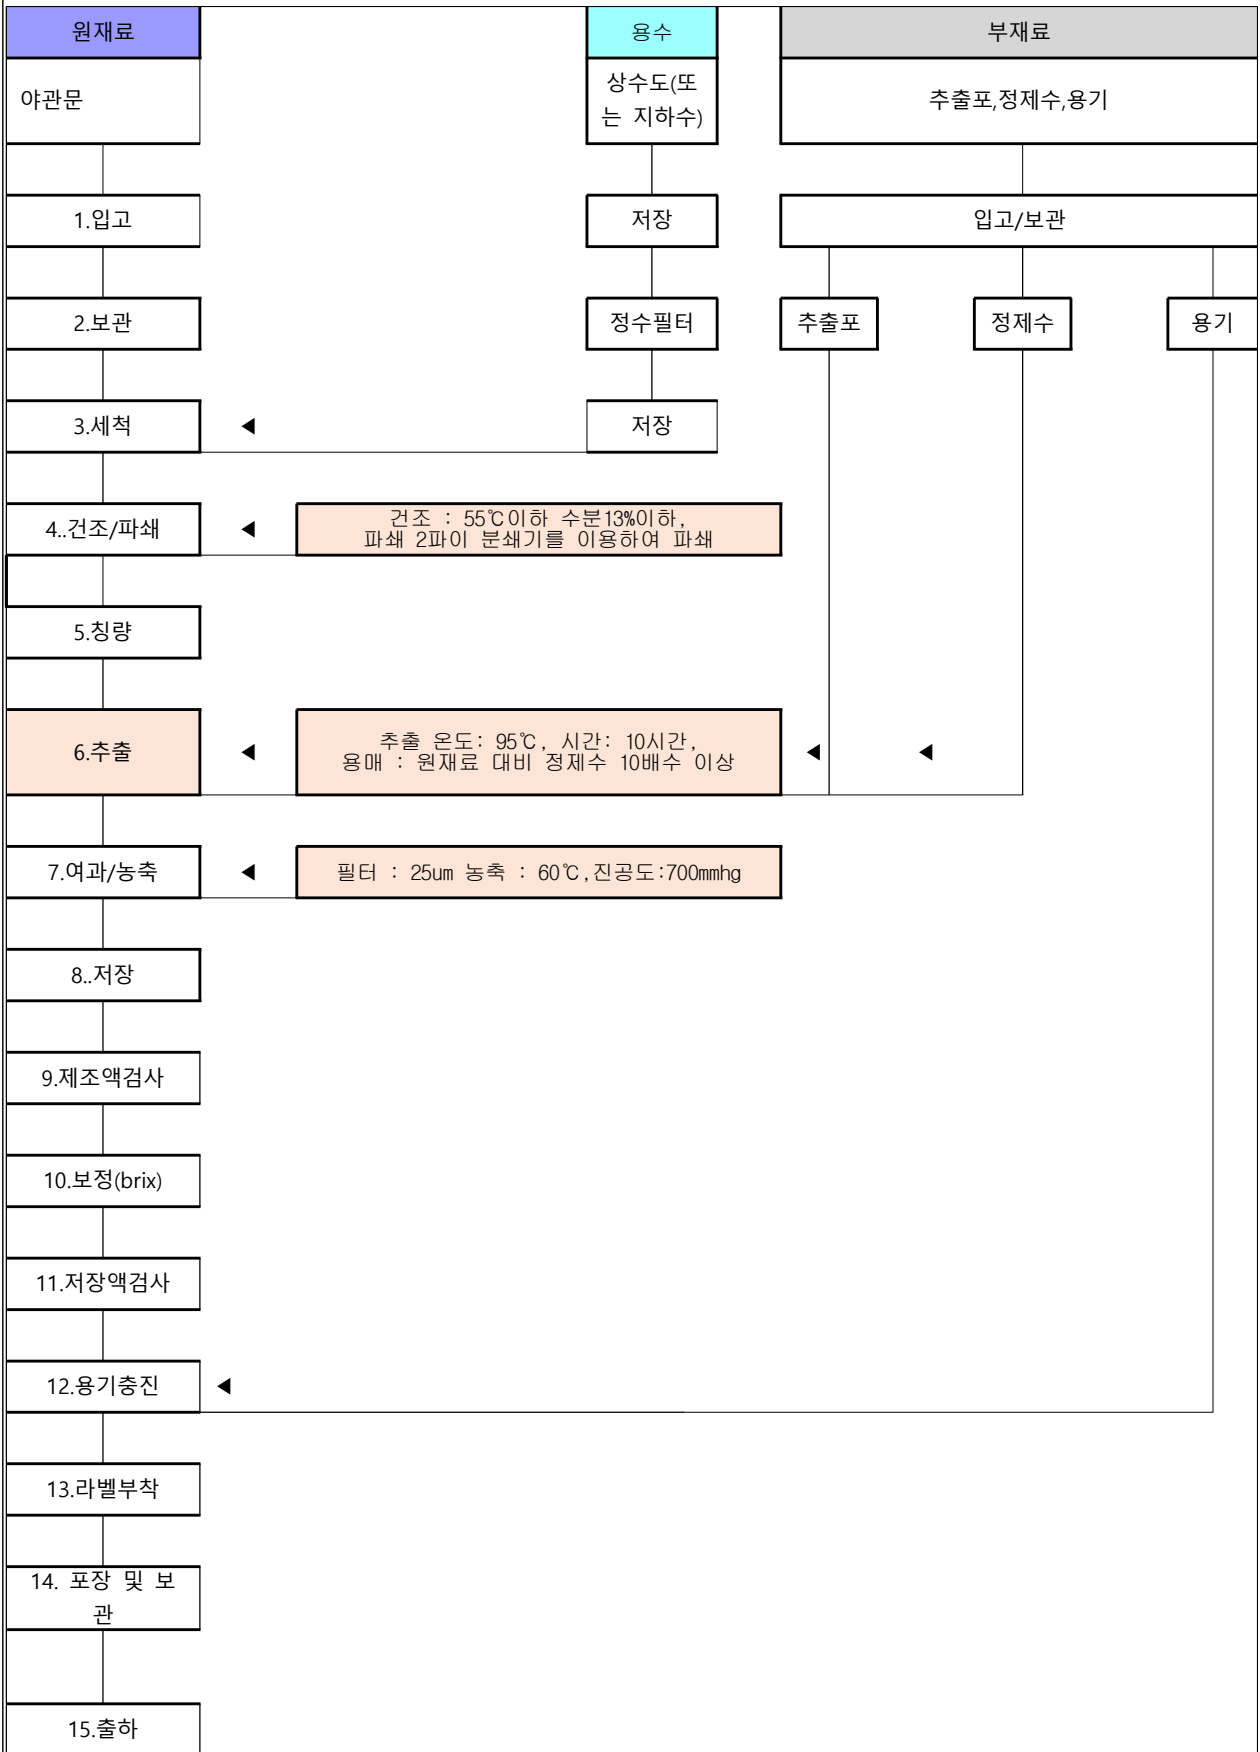 원재료
용수
부재료
야관문
상수도(또
는 지하수)
추출포,정제수,용기
1.입고
저장
입고/보관
2.보관
정수필터
추출포
정제수
용기
3.세척
저장
4..건조/파쇄
건조 : 55℃이하 수분13%이하,
파쇄 2파이 분쇄기를 이용하여 파쇄
5.칭량
6.추출
추출 온도: 95℃, 시간: 10시간,
용매 : 원재료 대비 정제수 10배수 이상
7.여과/농축
필터 : 25um 농축 : 60℃,진공도:700mmhg
8..저장
9.제조액검사
10.보정(brix)
11.저장액검사
12.용기충진
13.라벨부착
14. 포장 및 보
관
15.출하